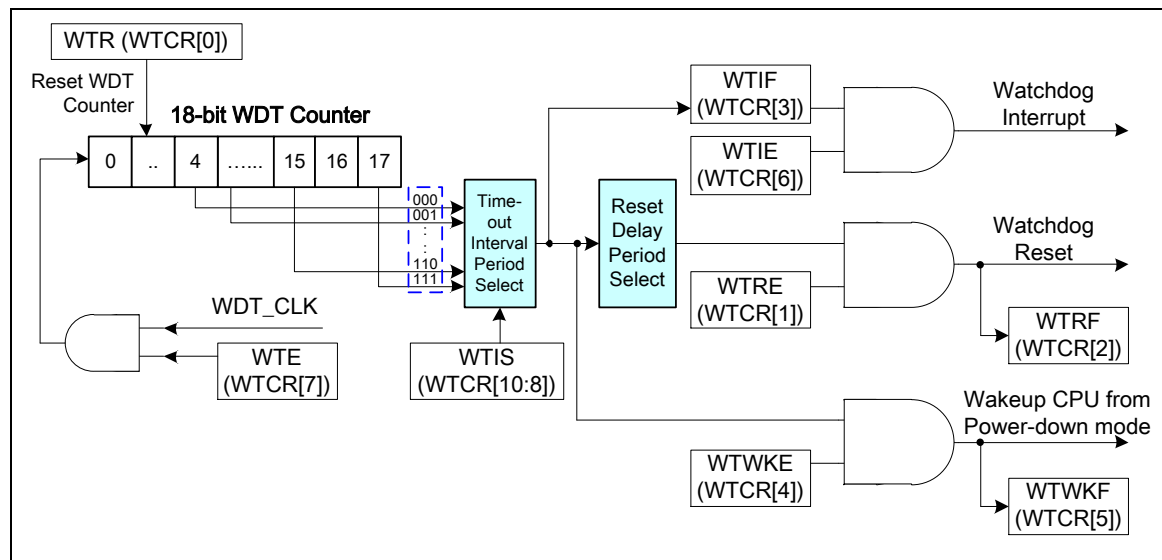 WTR (WTCR[0])
Reset WDT
Counter
18-bit WDT Counter
0 .. 4 ...... 15 16 17
000
001
110
111
Time-
out
Interval
Period
Select
Reset
Delay
Period
Select
WTIF
(WTCR[3])
WTIE
(WTCR[6])
Watchdog
Interrupt
WTRE
(WTCR[1])
Watchdog
Reset
WTRF
(WTCR[2])
WDT_CLK
WTE
(WTCR[7])
WTIS
(WTCR[10:8])
WTWKE
(WTCR[4])
Wakeup CPU from
Power-down mode
WTWKF
(WTCR[5])